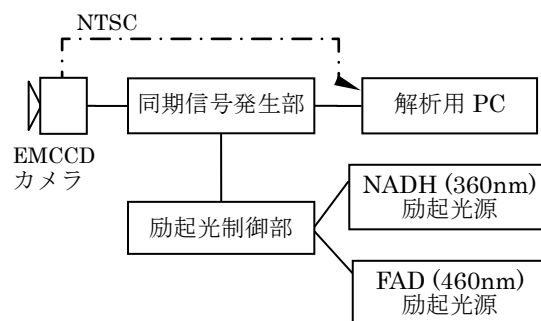 NTSC
同期信号発生部
解析用 PC
EMCCD
カメラ
励起光制御部
NADH (360nm)
励起光源
FAD (460nm)
励起光源